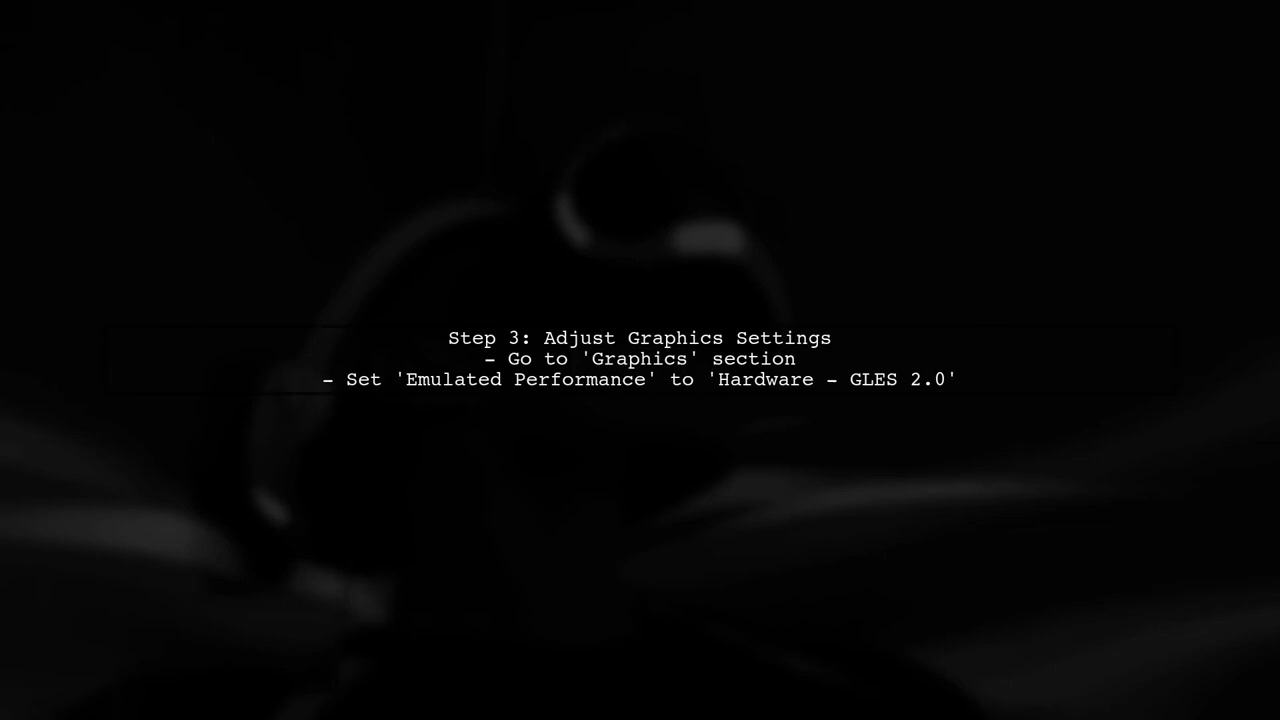 Step 3: Adjust Graphics Settings
- Go to 'Graphics' section
- Set 'Emulated Performance' to 'Hardware - GLES 2.0'